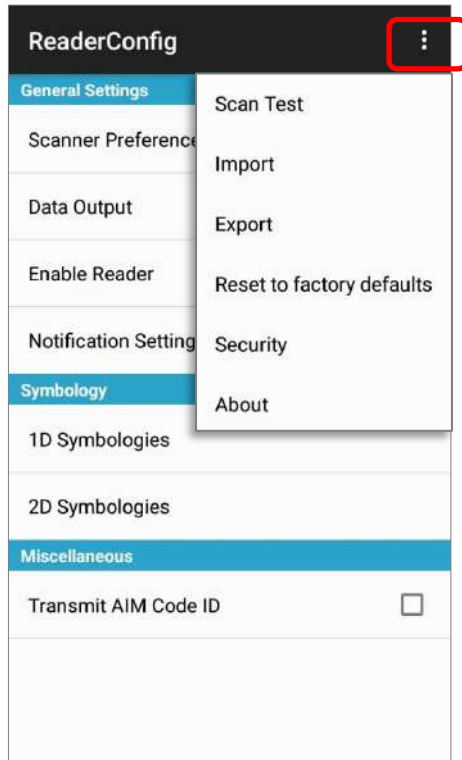 ReaderConfig
General Settings
Scanner Preference
Data Output
Enable Reader
Notification Setting
Scan Test
Import
Export
Reset to factory defaults
Security
About
Symbology
1D Symbologies
2D Symbologies
Miscellaneous
Transmit AIM Code ID